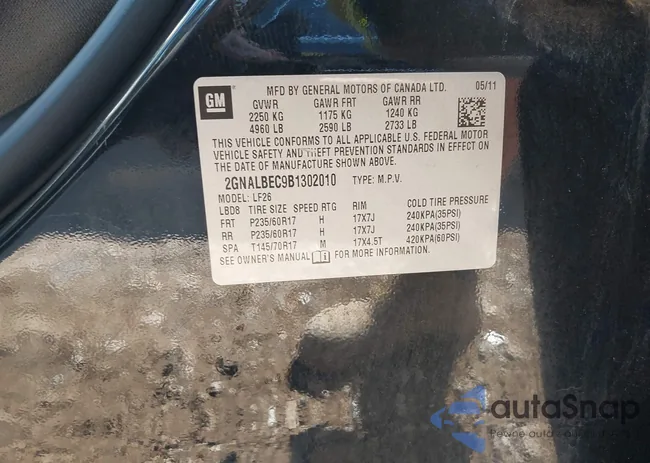 GM
MFD BY GENERAL MOTORS OF CANADA LTD. 05/11
GVWR GAWR FRT GAWR RR
2250 KG 1175 KG 1240 KG
4960 LB 2590 LB 2733 LB
THIS VEHICLE CONFORMS TO ALL APPLICABLE U.S. FEDERAL MOTOR
VEHICLE SAFETY AND THEFT PREVENTION STANDARDS IN EFFECT ON
THE DATE OF MANUFACTURE SHOWN ABOVE.
2GNALBEC9B1302010 TYPE: M.P.V.
MODEL: LF26
LBD8 TIRE SIZE SPEED RTG RIM
FRT P235/60R17 H 17X7J 240KPA(35PSI)
RR P235/60R17 H 17X7J 240KPA(35PSI)
SPA T145/70R17 M 17X4.5T 420KPA(60PSI)
SEE OWNER'S MANUAL i FOR MORE INFORMATION.
autoSnap
Pewne auto ze Stanów